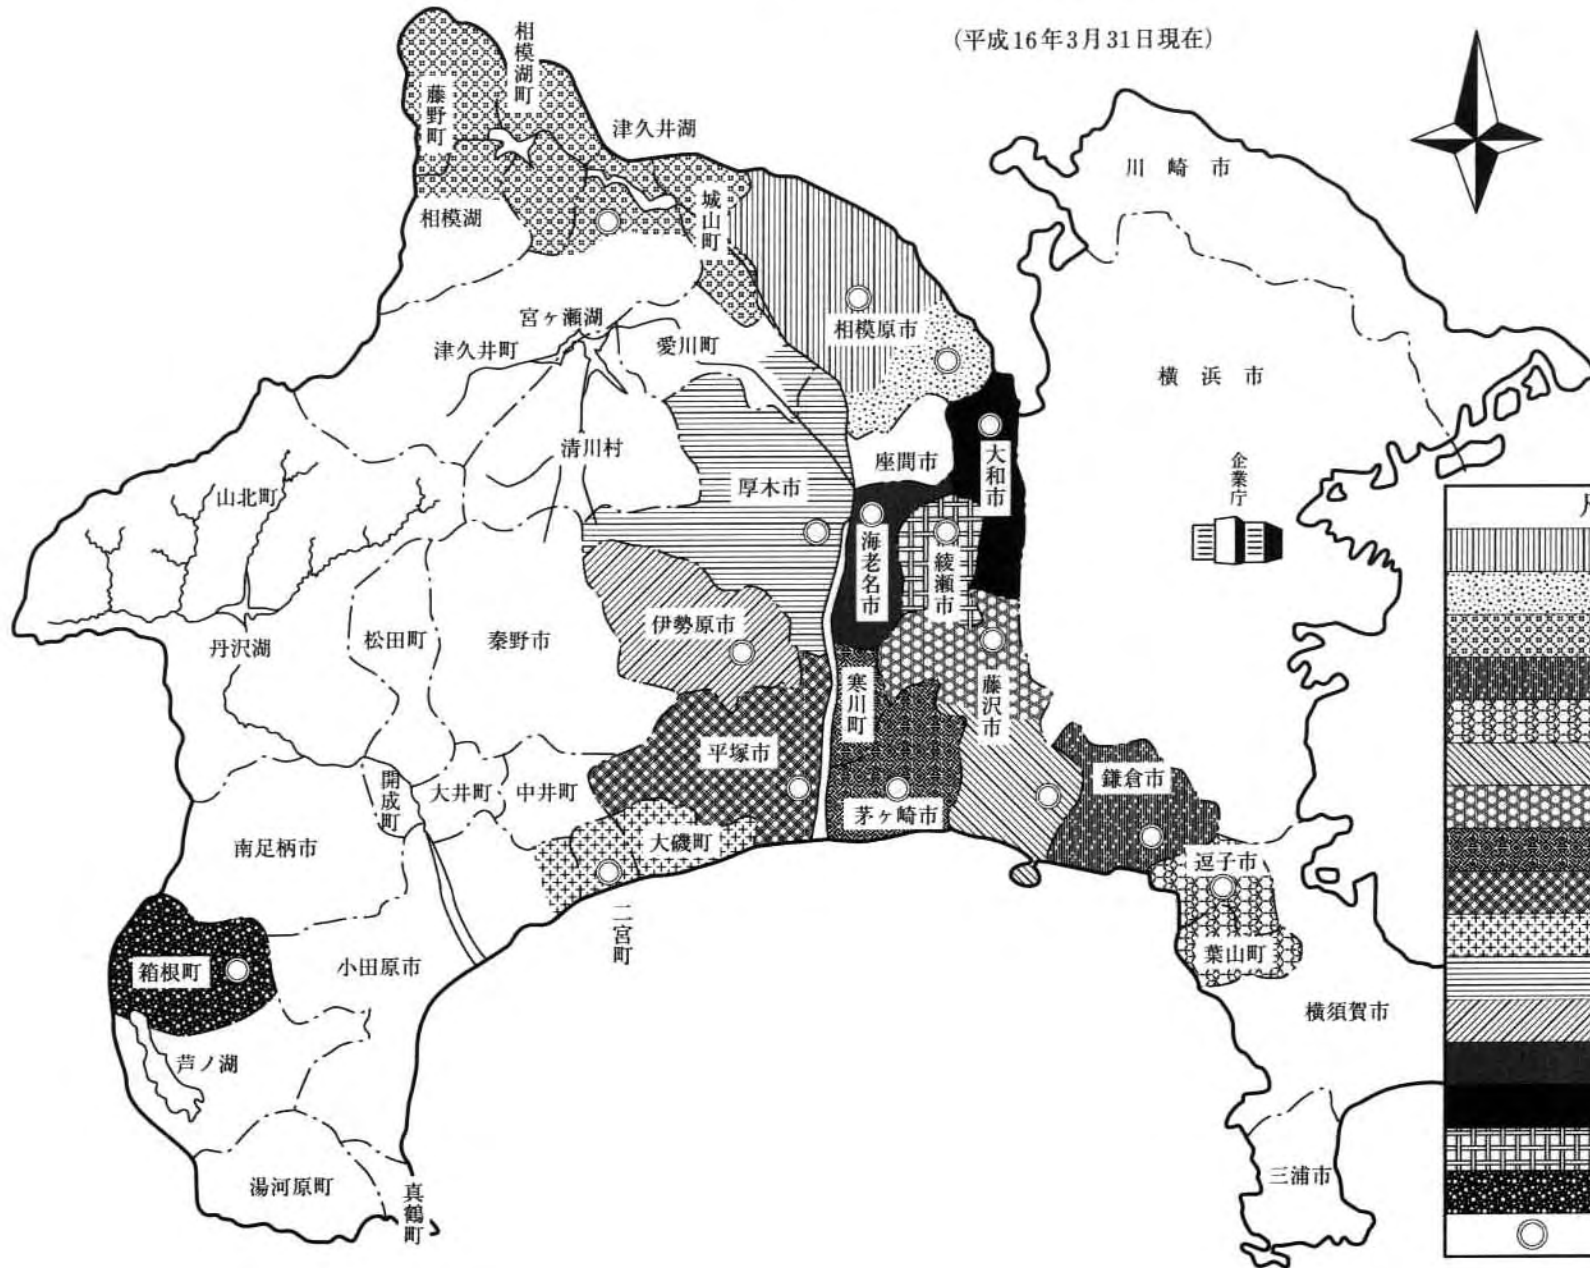 (平成16年3月31日現在)
相模湖町
藤野町
津久井湖
川崎市
城山町
相模湖
宮ヶ瀬湖
相模原市
津久井町
愛川町
横浜市
清川村
座間市
大和市
企業庁
山北町
厚木市
海老名市
綾瀬市
伊勢原市
丹沢湖
松田町
秦野市
寒川町
藤沢市
平塚市
開成町
大井町
中井町
鎌倉市
茅ヶ崎市
大磯町
南足柄市
逗子市
二宮町
葉山町
箱根町
小田原市
横須賀市
芦ノ湖
湯河原町
真鶴町
三浦市